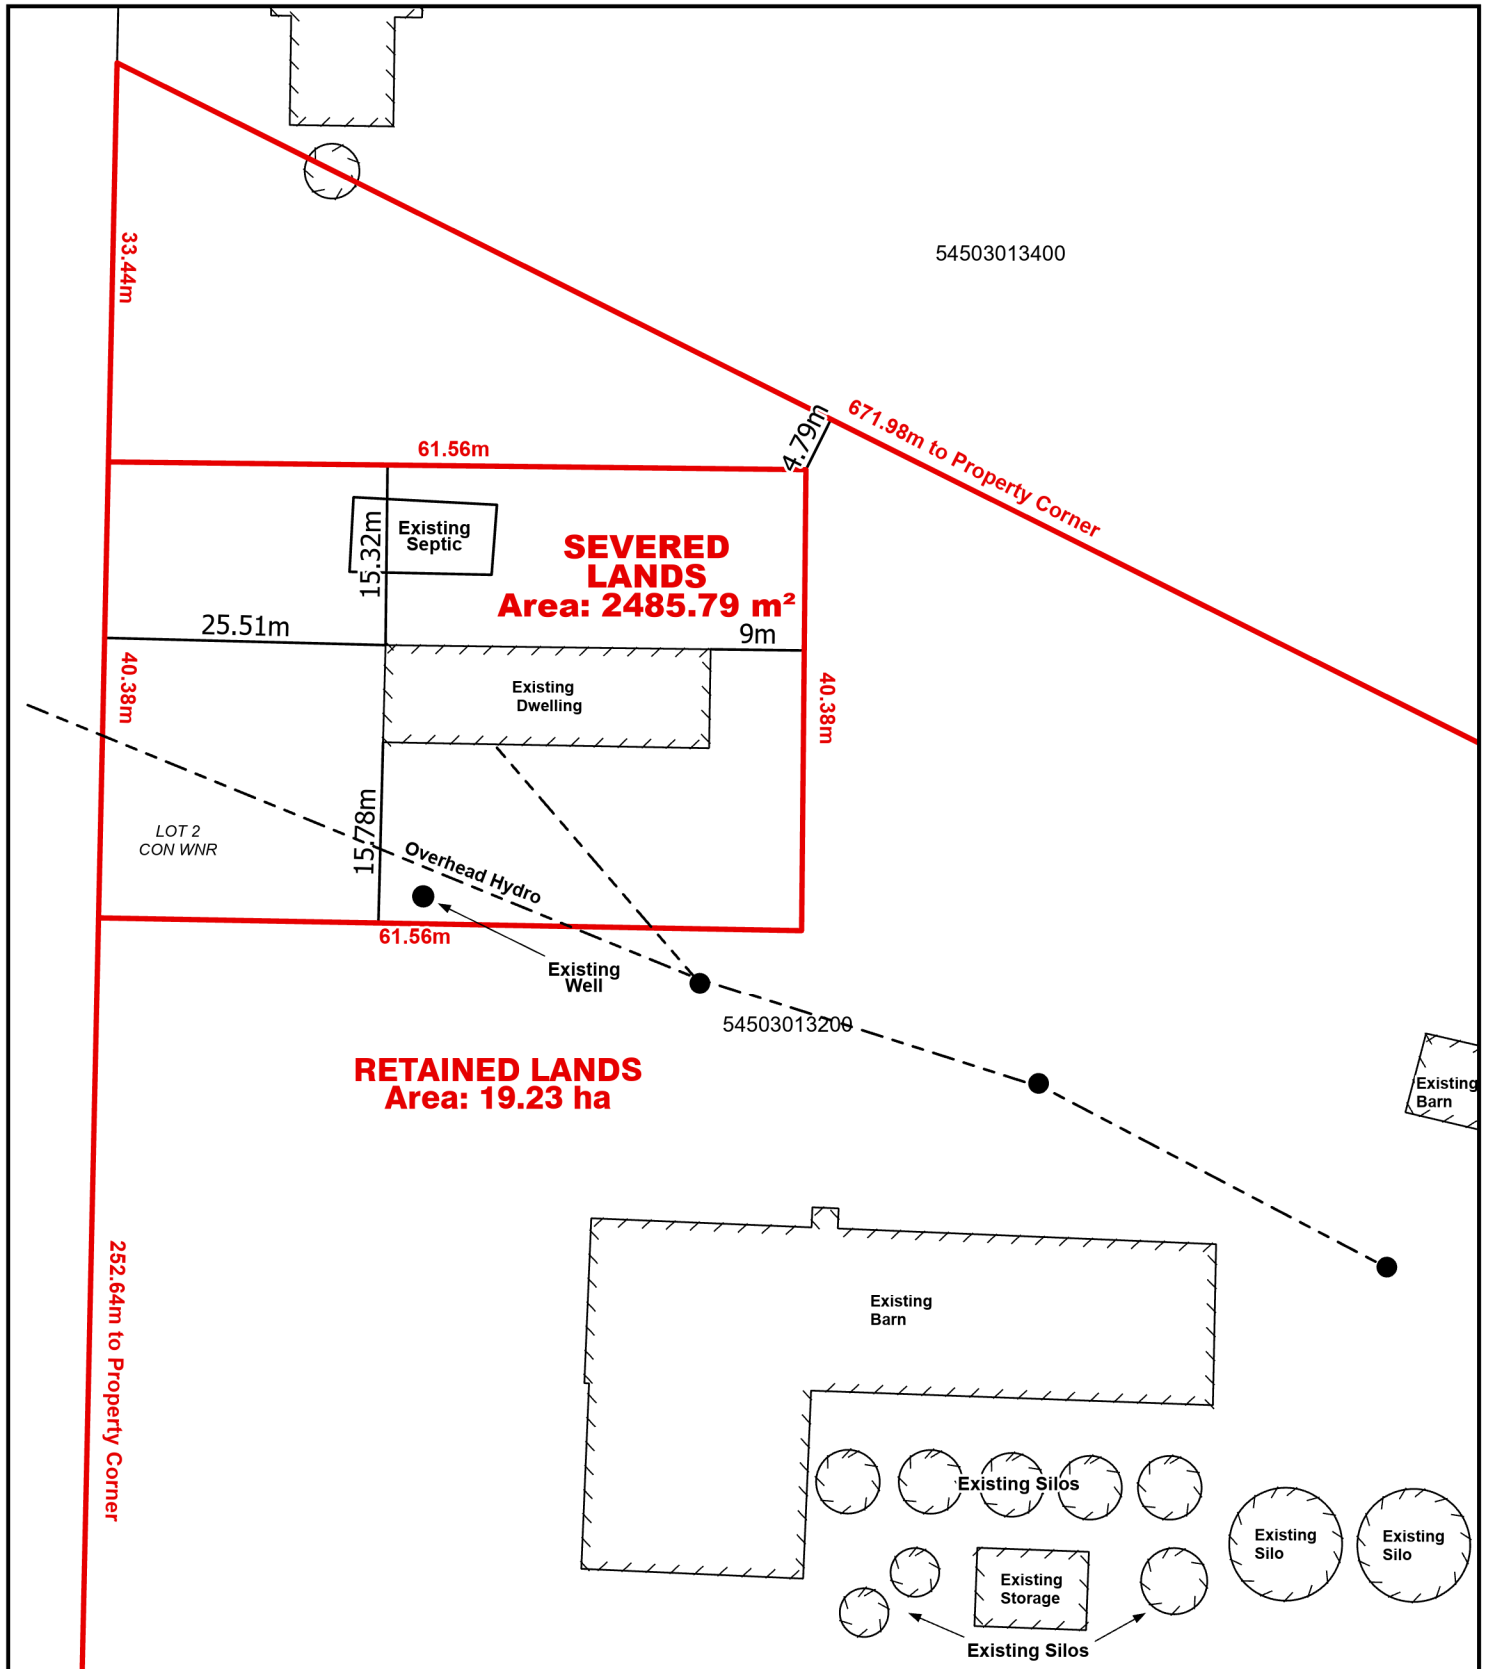 54503013400
33.44m
671.98m to Property Corner
4.79m
61.56m
Existing
Septic
15.32m
SEVERED
LANDS
Area: 2485.79 m²
25.51m
9m
40.38m
Existing
Dwelling
40.38m
15.78m
LOT 2
CON WNR
Overhead Hydro
61.56m
Existing
Well
54503013200
RETAINED LANDS
Area: 19.23 ha
Existing
Barn
252.64m to Property Corner
Existing
Barn
Existing Silos
Existing
Silo
Existing
Silo
Existing
Storage
Existing Silos